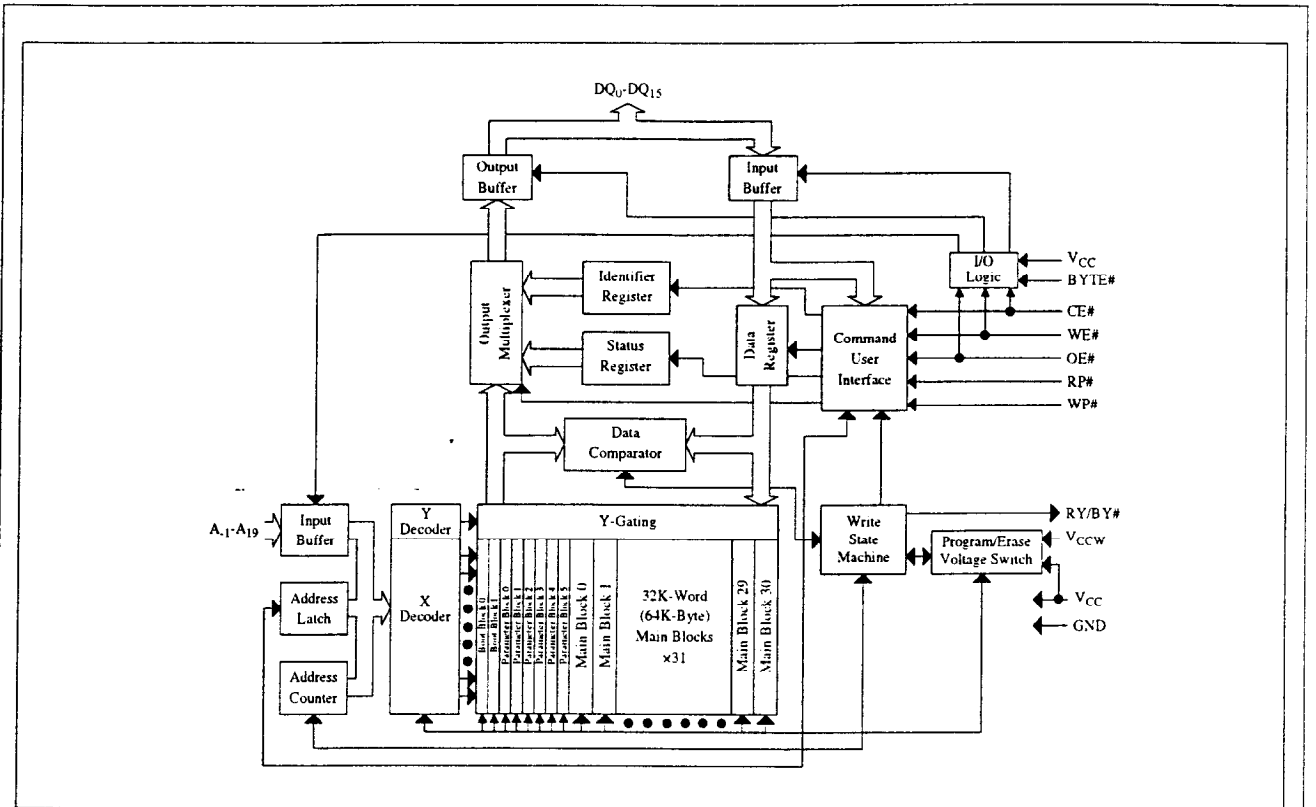 DQ0-DQ15
Output
Buffer
Input
Buffer
I/O
Logic
VCC
BYTE#
Identifier
Register
Output
Multiplexer
Status
Register
Data
Register
Command
User
Interface
CE#
WE#
OE#
RP#
WP#
Data
Comparator
A-1-A19
Input
Buffer
Y
Decoder
Y-Gating
Write
State
Machine
RY/BY#
Program/Erase
Voltage Switch
VCCW
VCC
GND
Address
Latch
X
Decoder
Boot Block 0
Boot Block 1
Parameter Block 0
Parameter Block 1
Parameter Block 2
Parameter Block 3
Parameter Block 4
Parameter Block 5
Main Block 0
Main Block 1
32K-Word
(64K-Byte)
Main Blocks
×31
Main Block 29
Main Block 30
Address
Counter